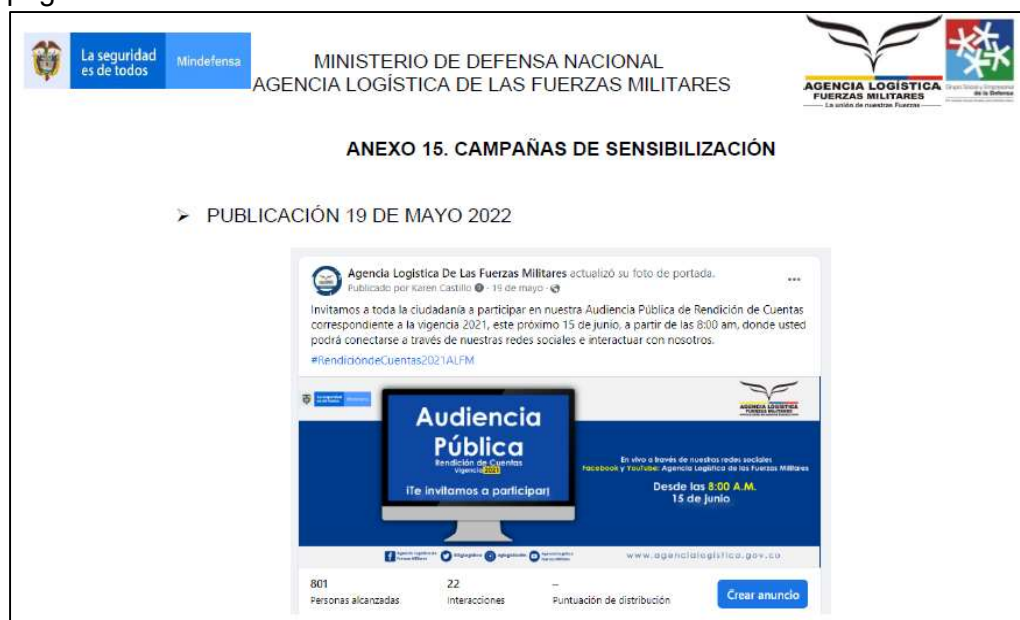 La seguridad
es de todos
Mindefensa
MINISTERIO DE DEFENSA NACIONAL
AGENCIA LOGÍSTICA DE LAS FUERZAS MILITARES
AGENCIA LOGÍSTICA
FUERZAS MILITARES
La unión de nuestras Fuerzas
ANEXO 15. CAMPAÑAS DE SENSIBILIZACIÓN
➢ PUBLICACIÓN 19 DE MAYO 2022
Agencia Logistica De Las Fuerzas Militares actualizó su foto de portada.
Publicado por Karen Castillo · 19 de mayo ·
Invitamos a toda la ciudadanía a participar en nuestra Audiencia Pública de Rendición de Cuentas
correspondiente a la vigencia 2021, este próximo 15 de junio, a partir de las 8:00 am, donde usted
podrá conectarse a través de nuestras redes sociales e interactuar con nosotros.
#RendicióndeCuentas2021ALFM
AGENCIA LOGÍSTICA
FUERZAS MILITARES
Audiencia
Pública
Rendición de Cuentas
Vigencia 2021
¡Te invitamos a participar!
En vivo a través de nuestras redes sociales
Facebook y YouTube: Agencia Logística de las Fuerzas Militares
Desde las 8:00 A.M.
15 de junio
www.agencialogistica.gov.co
801
Personas alcanzadas
22
Interacciones
–
Puntuación de distribución
Crear anuncio